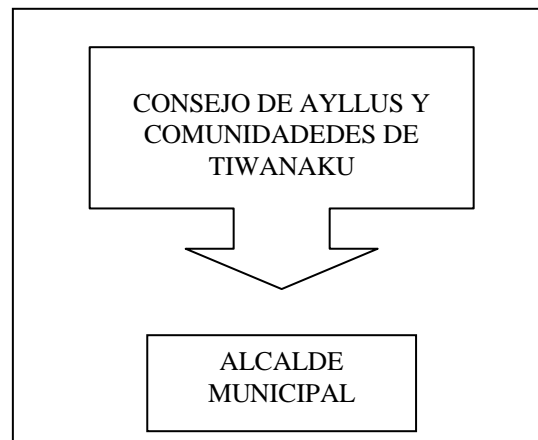 CONSEJO DE AYLLUS Y
COMUNIDADEDES DE
TIWANAKU
ALCALDE
MUNICIPAL